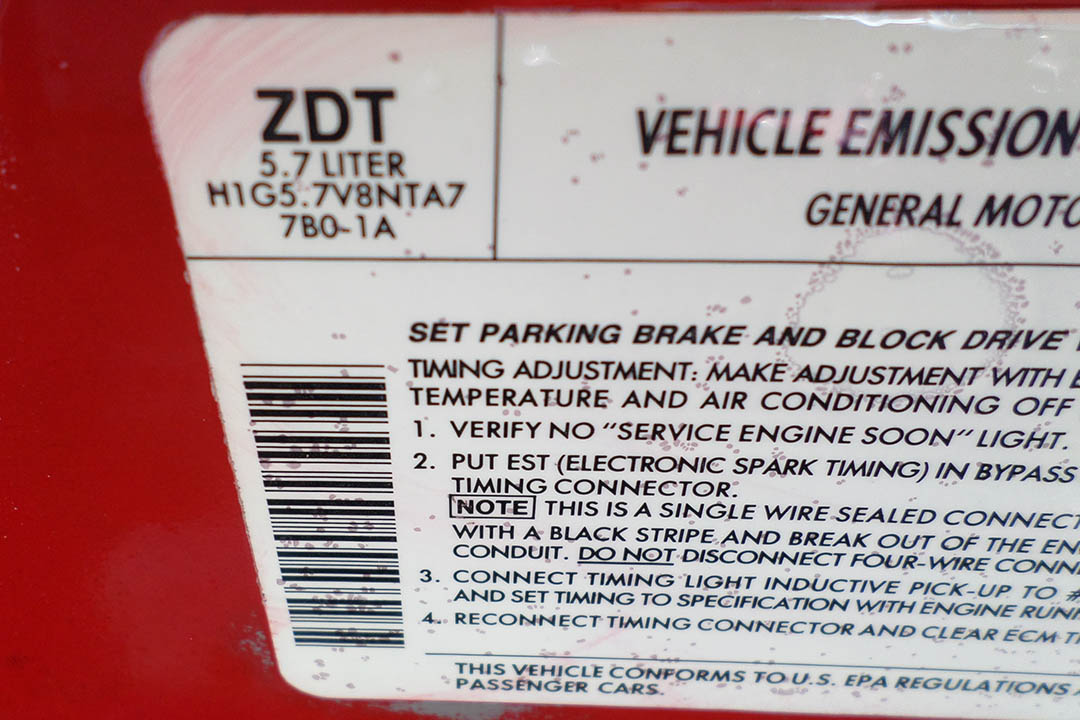 ZDT
5.7 LITER
H1G5.7V8NTA7
7B0-1A
VEHICLE EMISSION
GENERAL MOTO
SET PARKING BRAKE AND BLOCK DRIVE
TIMING ADJUSTMENT: MAKE ADJUSTMENT WITH E
TEMPERATURE AND AIR CONDITIONING OFF
1. VERIFY NO "SERVICE ENGINE SOON" LIGHT.
2. PUT EST (ELECTRONIC SPARK TIMING) IN BYPASS
TIMING CONNECTOR.
NOTE THIS IS A SINGLE WIRE SEALED CONNECT
WITH A BLACK STRIPE AND BREAK OUT OF THE EN
CONDUIT. DO NOT DISCONNECT FOUR-WIRE CONN
3. CONNECT TIMING LIGHT INDUCTIVE PICK-UP TO #
AND SET TIMING TO SPECIFICATION WITH ENGINE RUNN
4. RECONNECT TIMING CONNECTOR AND CLEAR ECM T
THIS VEHICLE CONFORMS TO U.S. EPA REGULATIONS
PASSENGER CARS.